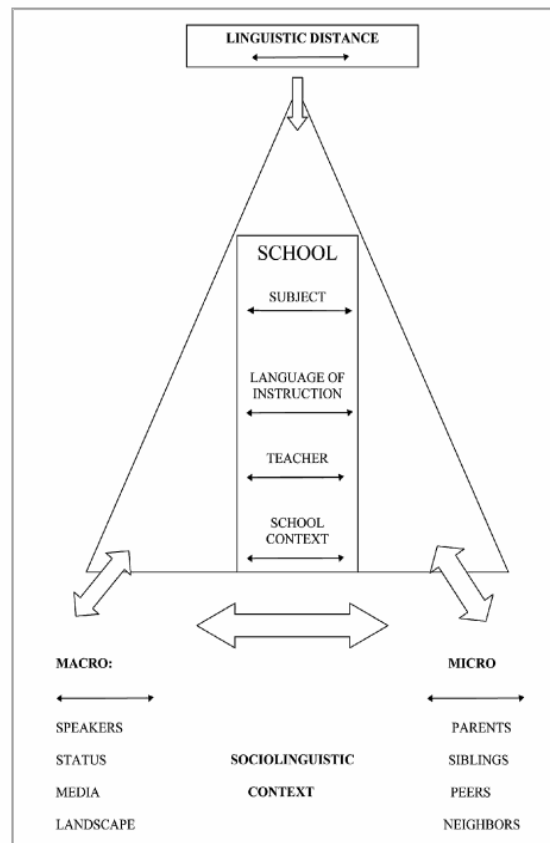 LINGUISTIC DISTANCE
SCHOOL
SUBJECT
LANGUAGE OF
INSTRUCTION
TEACHER
SCHOOL
CONTEXT
MACRO:
SPEAKERS
STATUS
MEDIA
LANDSCAPE
SOCIOLINGUISTIC
CONTEXT
MICRO
PARENTS
SIBLINGS
PEERS
NEIGHBORS